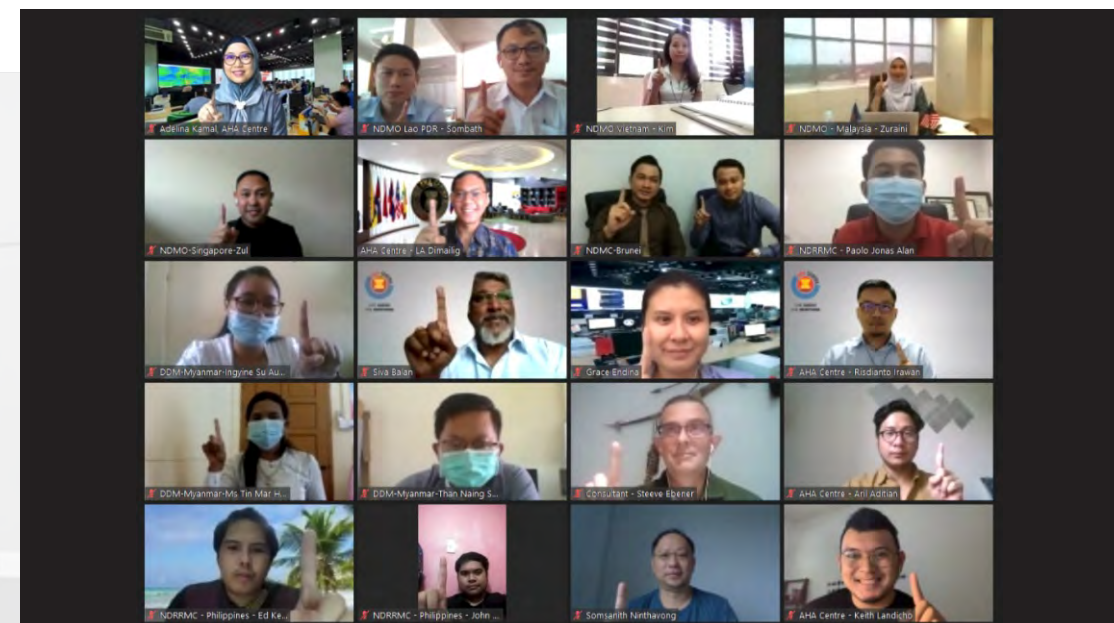 Adelina Kamal, AHA Centre
NDMO Lao PDR - Sombath
NDMO Vietnam - Kim
NDMO - Malaysia - Zuraini
NDMO-Singapore-Zul
AHA Centre - LA Dimailig
NDMC-Brunei
NDRRMC - Paolo Jonas Alan
DDM-Myanmar-Ingyine Su Au...
Siva Balan
Grace Endina
AHA Centre - Risdianto Irawan
DDM-Myanmar-Ms Tin Mar H...
DDM-Myanmar-Than Naing S...
Consultant - Steeve Ebener
AHA Centre - Aril Aditian
NDRRMC - Philippines - Ed Ke...
NDRRMC - Philippines - John ...
Somsanith Ninthavong
AHA Centre - Keith Landicho